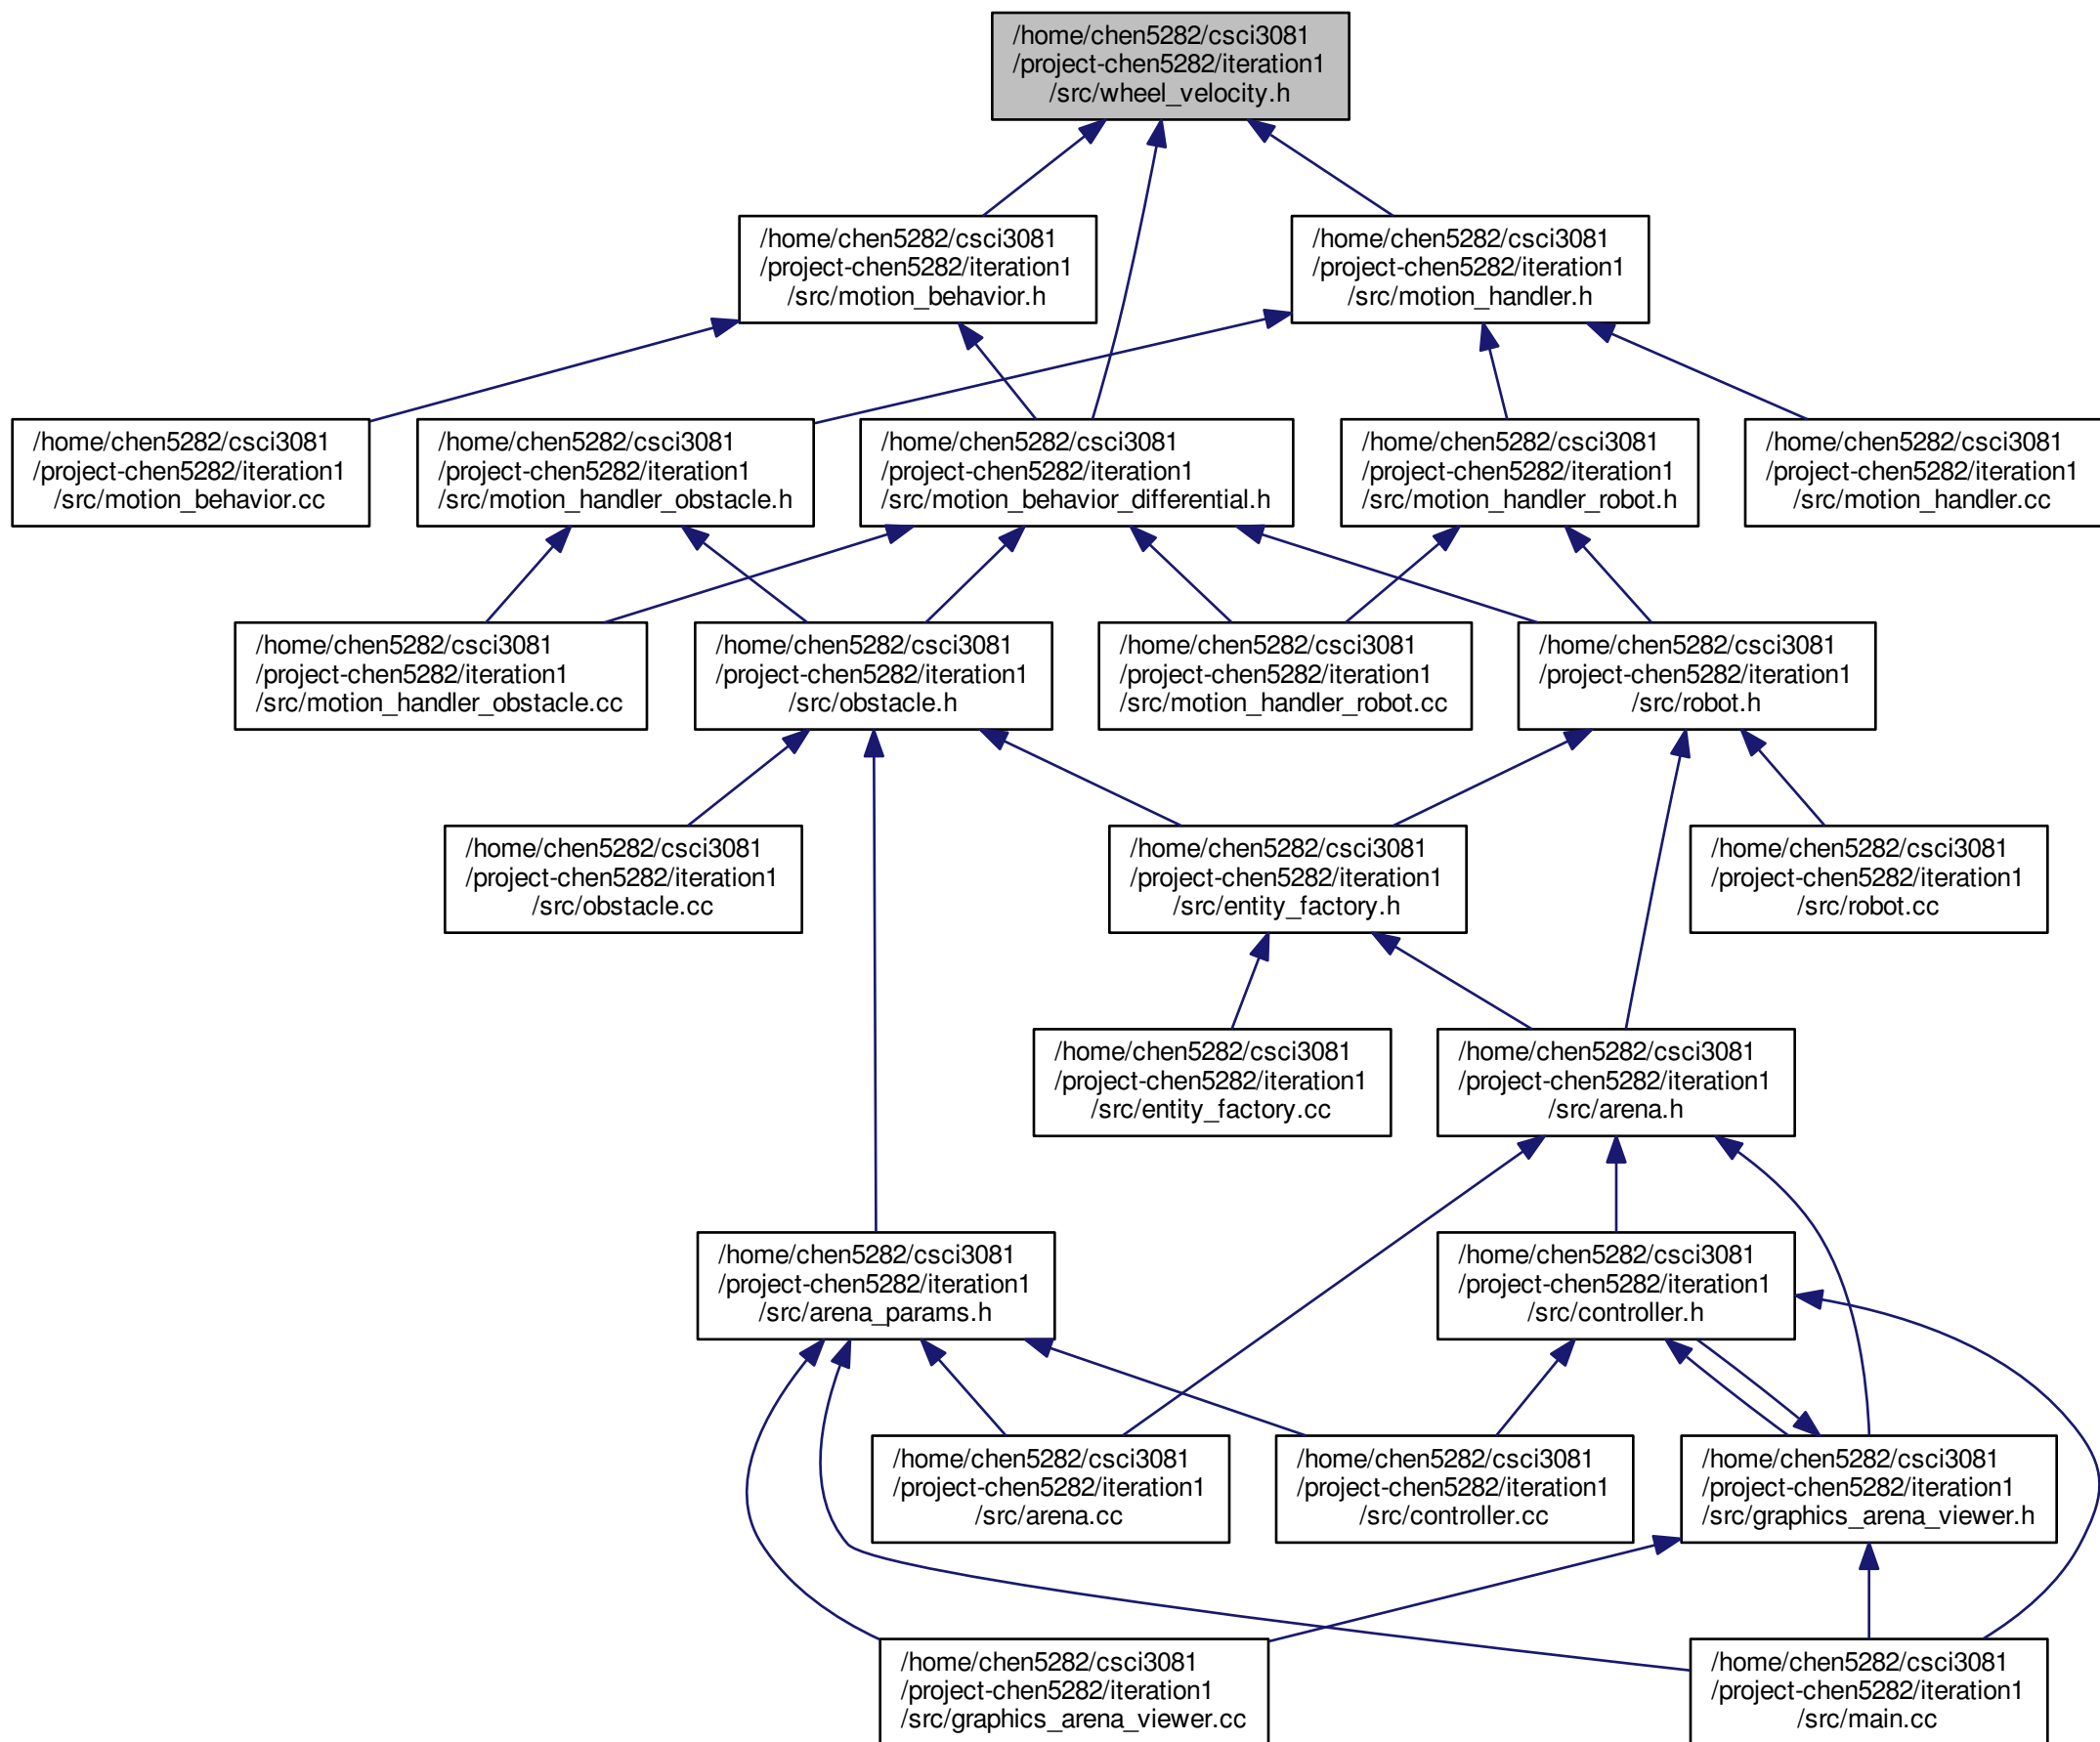 /home/chen5282/csci3081
/project-chen5282/iteration1
/src/wheel_velocity.h
/home/chen5282/csci3081
/project-chen5282/iteration1
/src/motion_behavior.h
/home/chen5282/csci3081
/project-chen5282/iteration1
/src/motion_handler.h
/home/chen5282/csci3081
/project-chen5282/iteration1
/src/motion_behavior.cc
/home/chen5282/csci3081
/project-chen5282/iteration1
/src/motion_handler_obstacle.h
/home/chen5282/csci3081
/project-chen5282/iteration1
/src/motion_behavior_differential.h
/home/chen5282/csci3081
/project-chen5282/iteration1
/src/motion_handler_robot.h
/home/chen5282/csci3081
/project-chen5282/iteration1
/src/motion_handler.cc
/home/chen5282/csci3081
/project-chen5282/iteration1
/src/motion_handler_obstacle.cc
/home/chen5282/csci3081
/project-chen5282/iteration1
/src/obstacle.h
/home/chen5282/csci3081
/project-chen5282/iteration1
/src/motion_handler_robot.cc
/home/chen5282/csci3081
/project-chen5282/iteration1
/src/robot.h
/home/chen5282/csci3081
/project-chen5282/iteration1
/src/obstacle.cc
/home/chen5282/csci3081
/project-chen5282/iteration1
/src/entity_factory.h
/home/chen5282/csci3081
/project-chen5282/iteration1
/src/robot.cc
/home/chen5282/csci3081
/project-chen5282/iteration1
/src/entity_factory.cc
/home/chen5282/csci3081
/project-chen5282/iteration1
/src/arena.h
/home/chen5282/csci3081
/project-chen5282/iteration1
/src/arena_params.h
/home/chen5282/csci3081
/project-chen5282/iteration1
/src/controller.h
/home/chen5282/csci3081
/project-chen5282/iteration1
/src/arena.cc
/home/chen5282/csci3081
/project-chen5282/iteration1
/src/controller.cc
/home/chen5282/csci3081
/project-chen5282/iteration1
/src/graphics_arena_viewer.h
/home/chen5282/csci3081
/project-chen5282/iteration1
/src/graphics_arena_viewer.cc
/home/chen5282/csci3081
/project-chen5282/iteration1
/src/main.cc